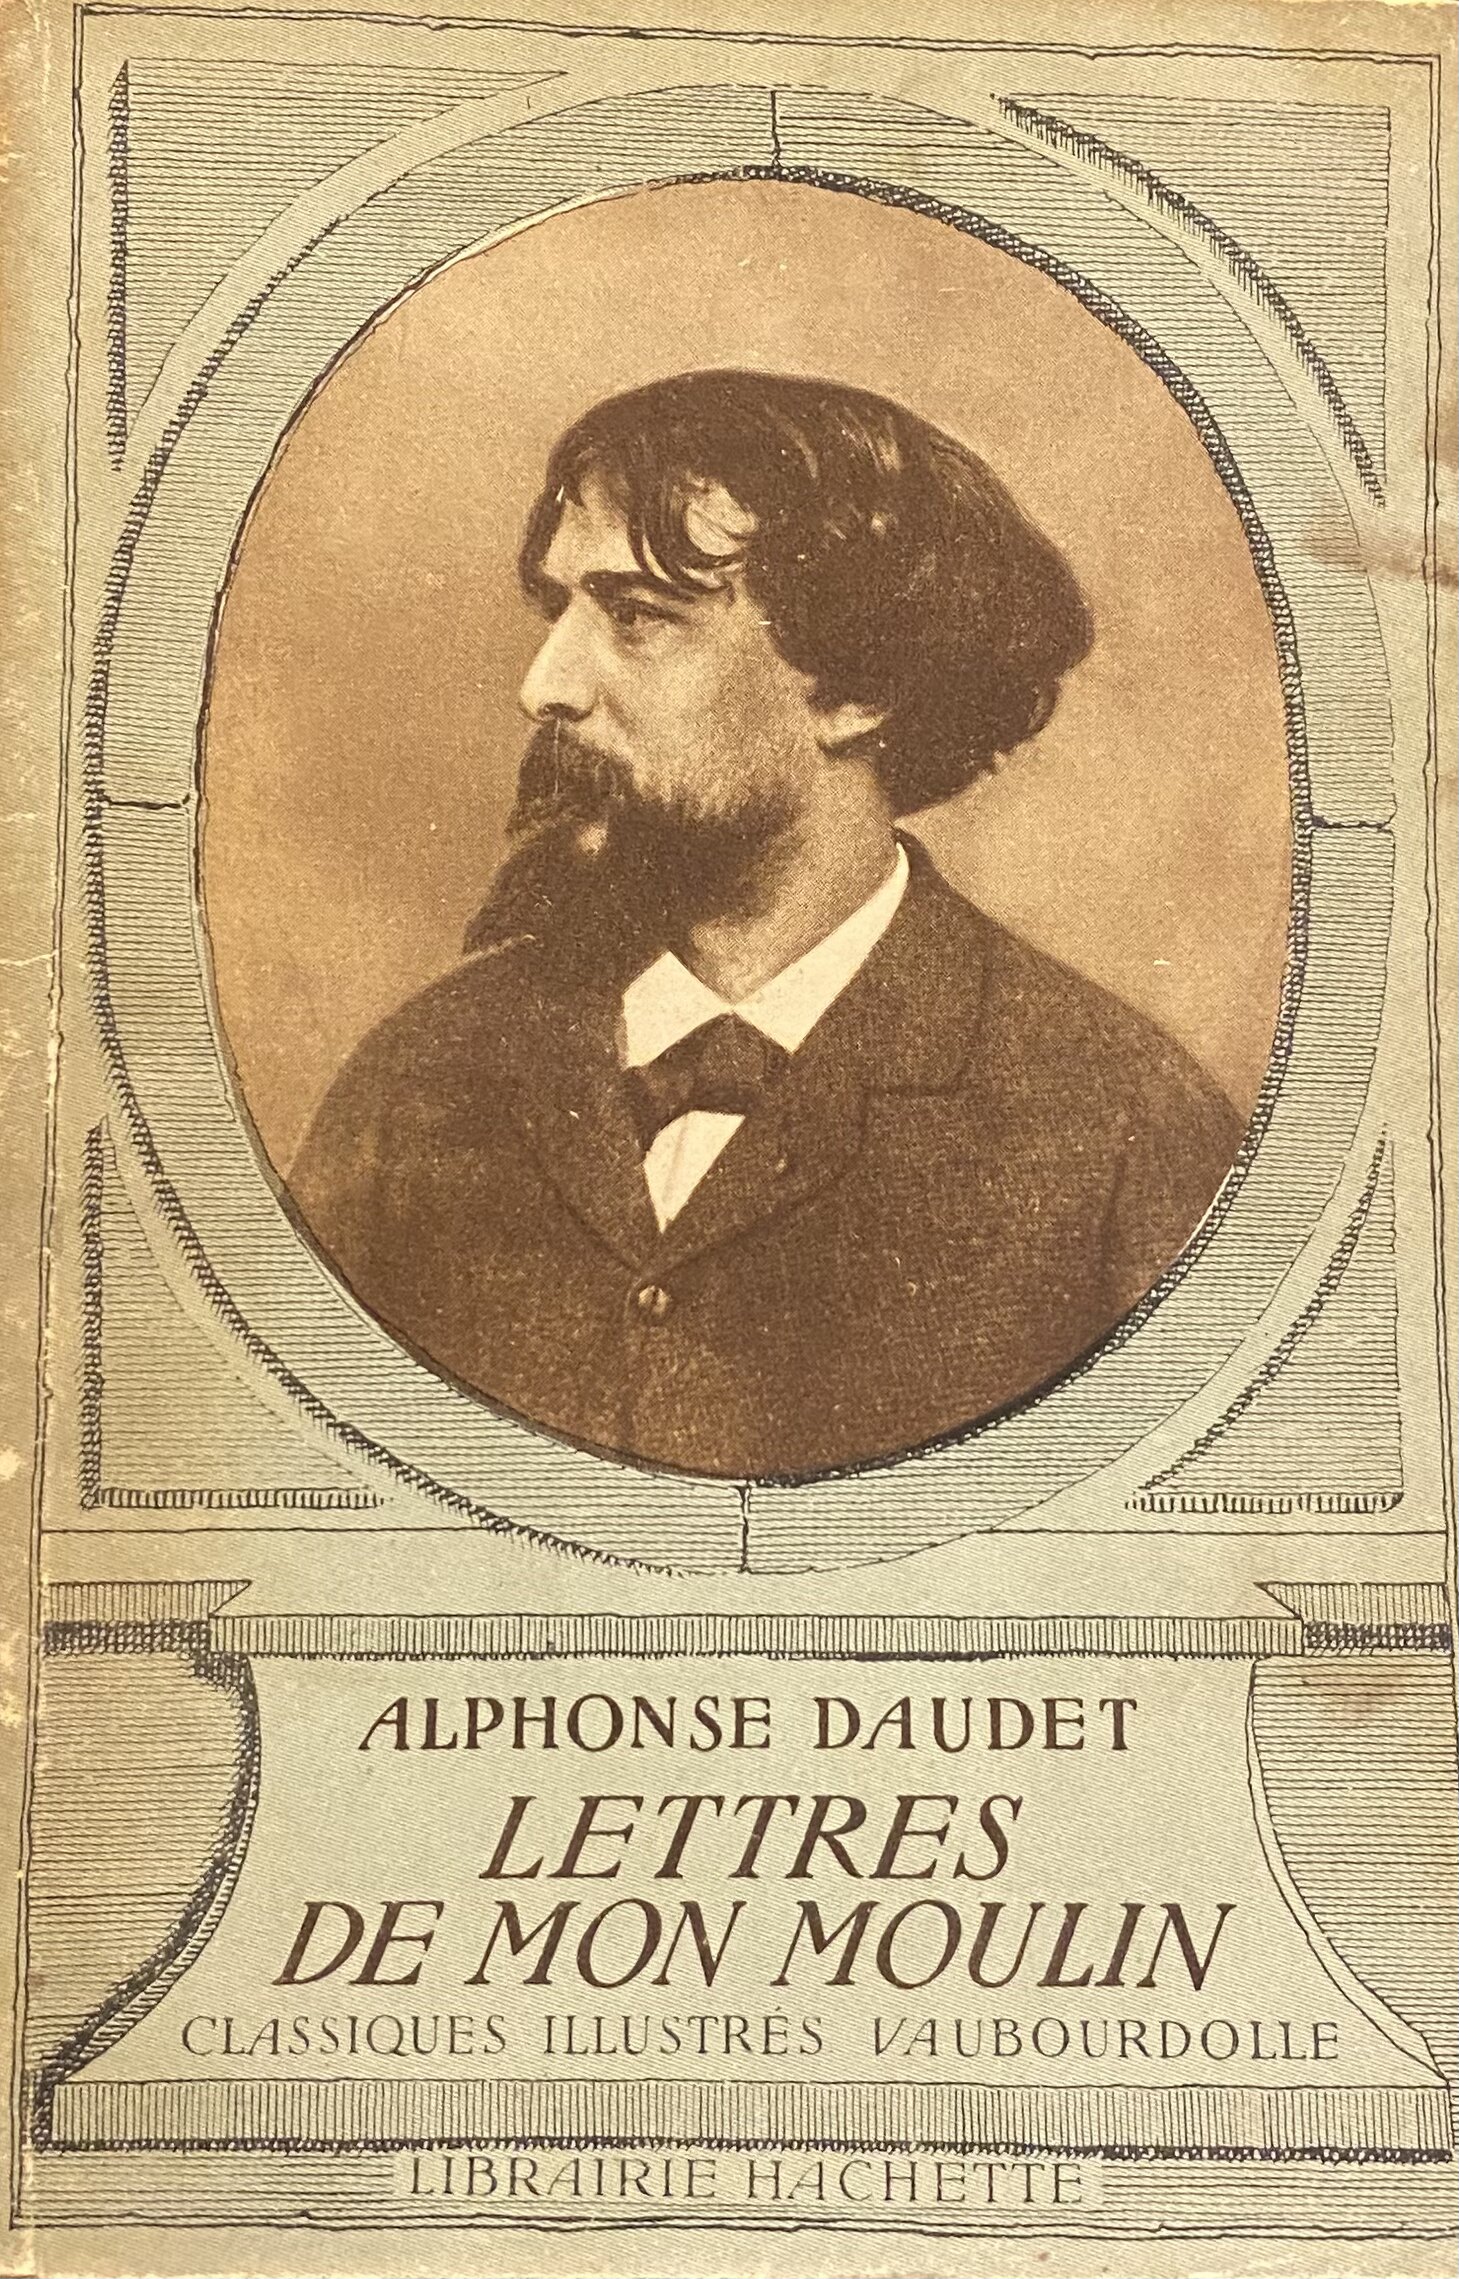 ALPHONSE DAUDET
LETTRES
DE MON MOULIN
CLASSIQUES ILLUSTRÉS VAUBOURDOLLE
LIBRAIRIE HACHETTE